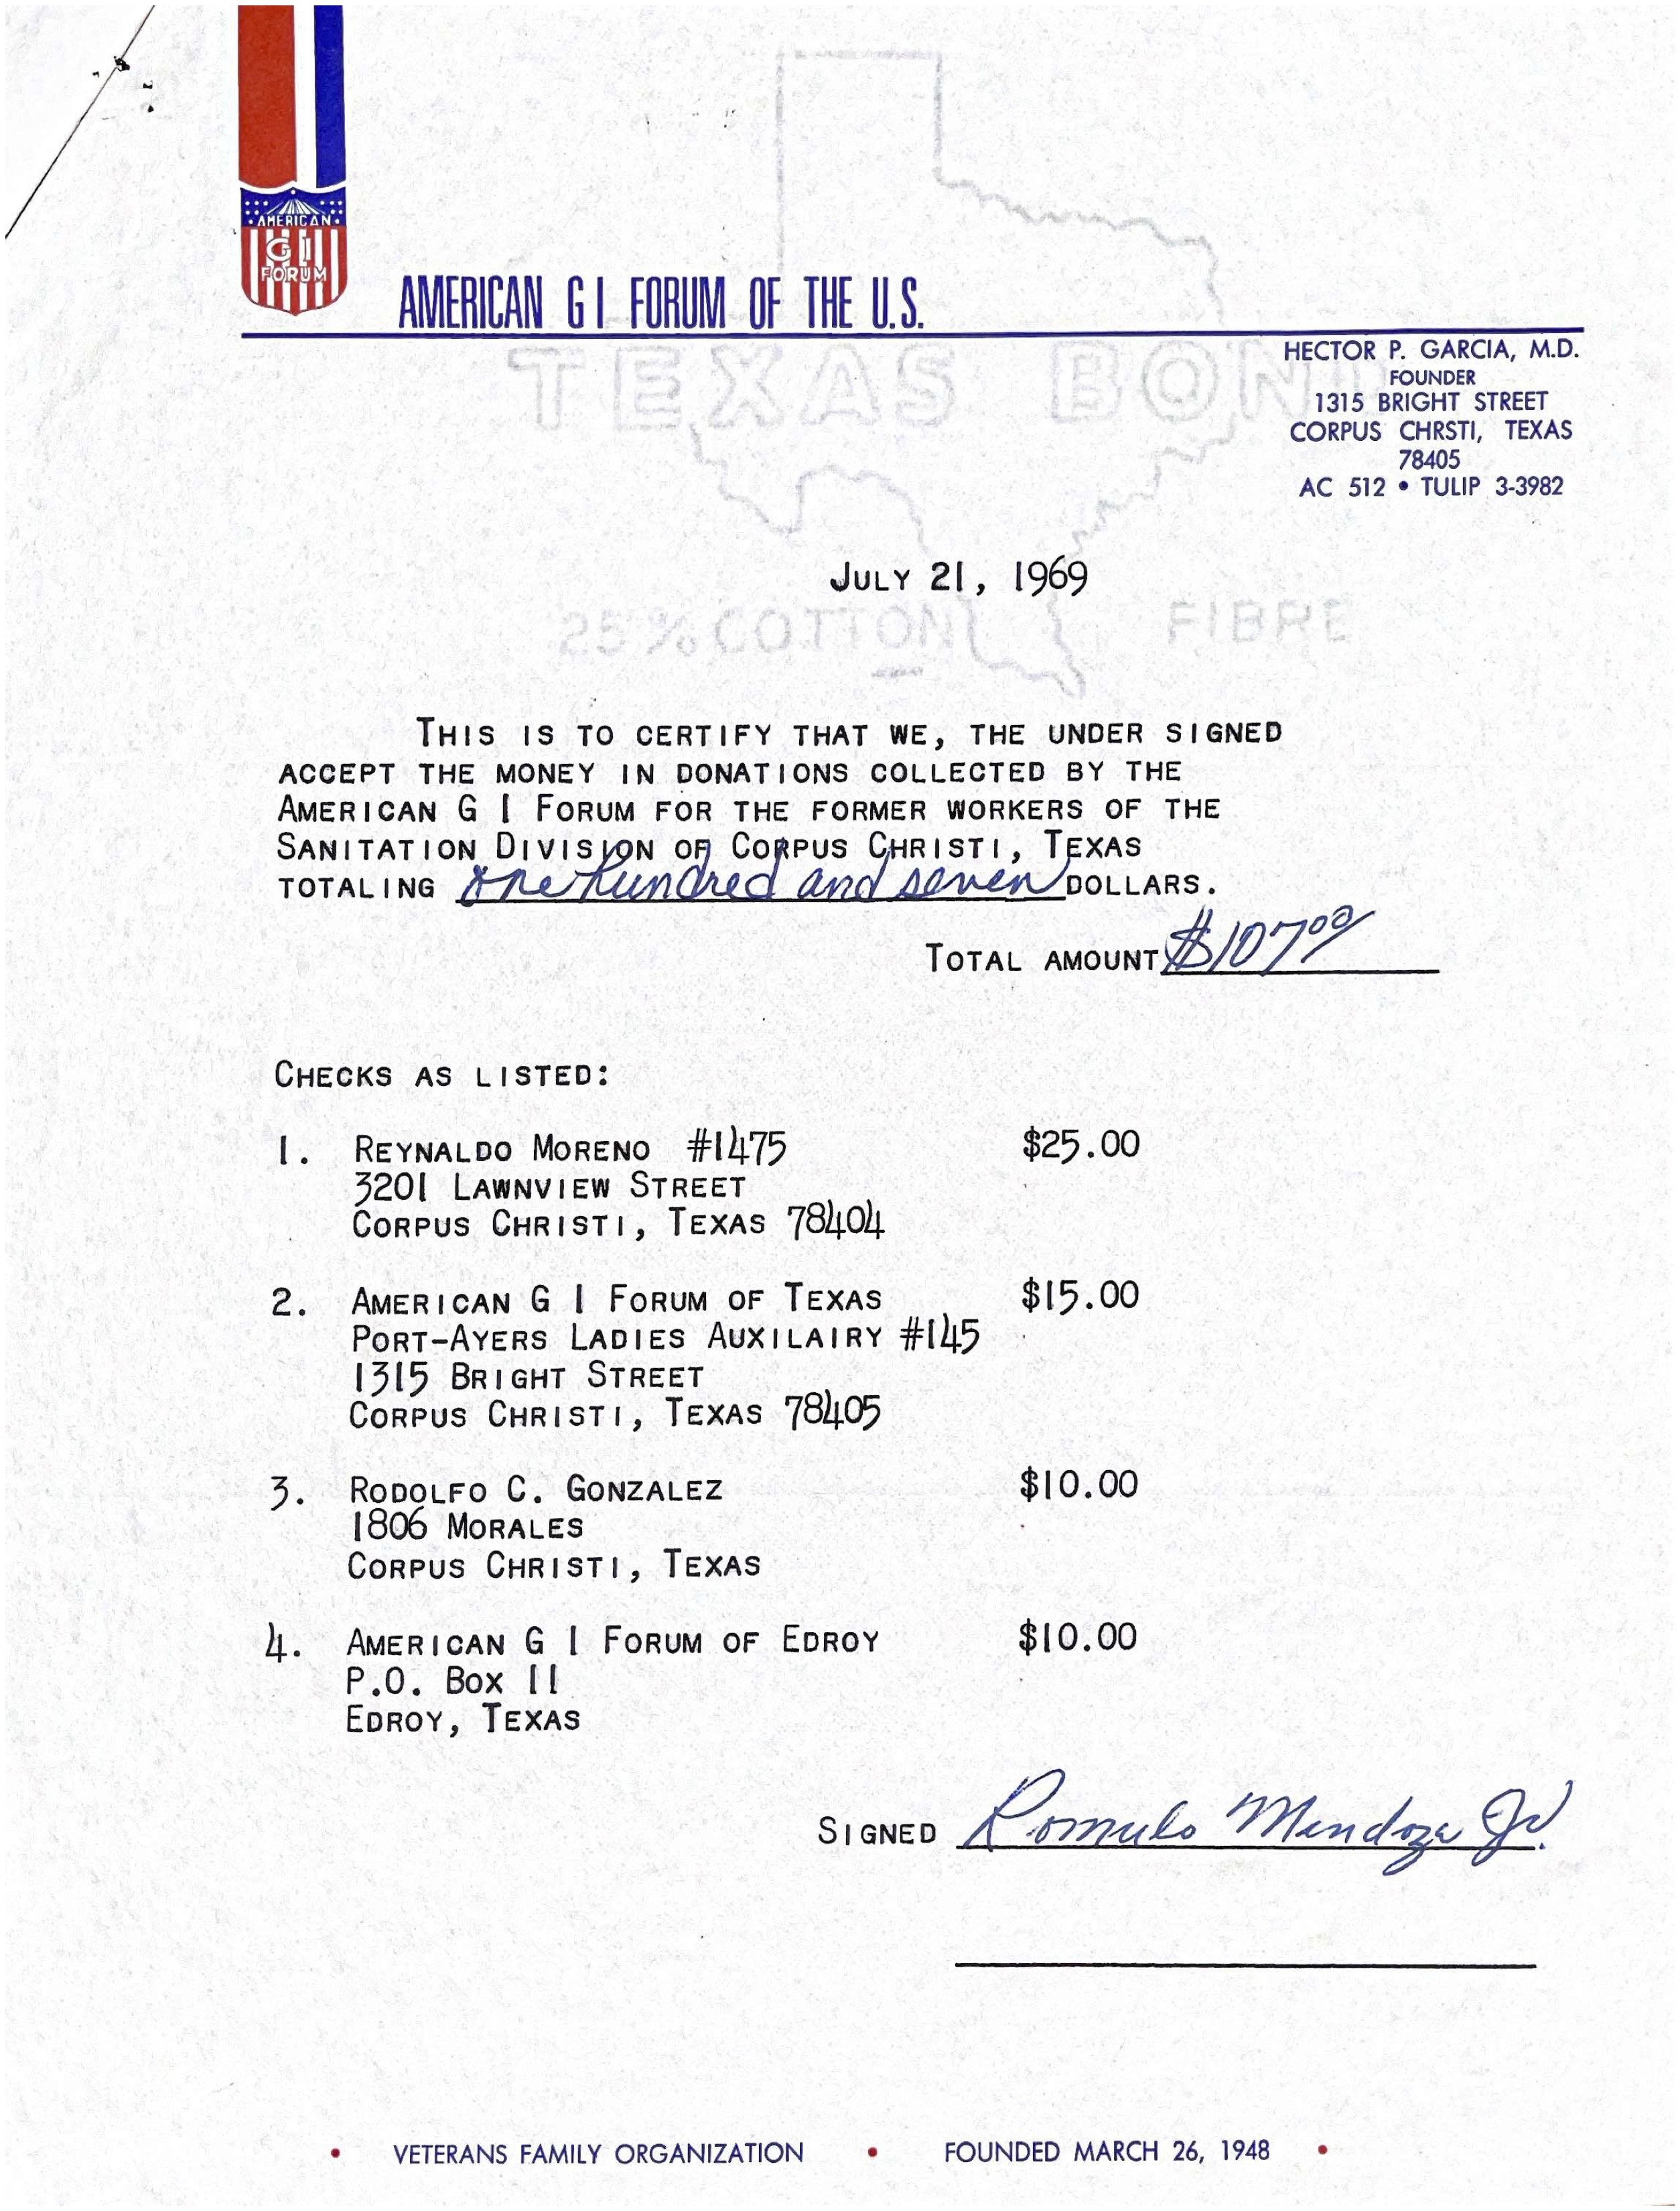 AMERICAN
G I
FORUM
AMERICAN G I FORUM OF THE U.S.
TEXAS BOND
HECTOR P. GARCIA, M.D.
FOUNDER
1315 BRIGHT STREET
CORPUS CHRSTI, TEXAS
78405
AC 512 • TULIP 3-3982
JULY 21, 1969
25% COTTON FIBRE
THIS IS TO CERTIFY THAT WE, THE UNDER SIGNED
ACCEPT THE MONEY IN DONATIONS COLLECTED BY THE
AMERICAN G I FORUM FOR THE FORMER WORKERS OF THE
SANITATION DIVISION OF CORPUS CHRISTI, TEXAS
TOTALING one hundred and seven DOLLARS.
TOTAL AMOUNT $107.00
CHECKS AS LISTED:
1. REYNALDO MORENO #1475 $25.00
3201 LAWNVIEW STREET
CORPUS CHRISTI, TEXAS 78404
2. AMERICAN G I FORUM OF TEXAS $15.00
PORT-AYERS LADIES AUXILAIRY #145
1315 BRIGHT STREET
CORPUS CHRISTI, TEXAS 78405
3. RODOLFO C. GONZALEZ $10.00
1806 MORALES
CORPUS CHRISTI, TEXAS
4. AMERICAN G I FORUM OF EDROY $10.00
P.O. BOX 11
EDROY, TEXAS
SIGNED Romulo Mendoza Jr.
• VETERANS FAMILY ORGANIZATION • FOUNDED MARCH 26, 1948 •